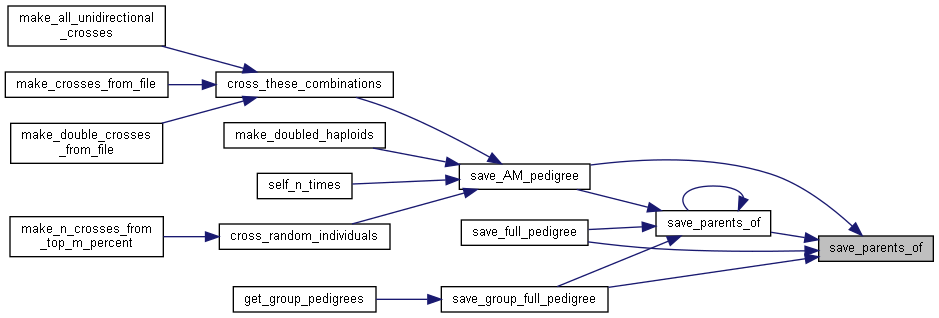 make_all_unidirectional
_crosses
make_crosses_from_file
make_double_crosses
_from_file
cross_these_combinations
make_doubled_haploids
self_n_times
make_n_crosses_from
_top_m_percent
cross_random_individuals
get_group_pedigrees
save_AM_pedigree
save_full_pedigree
save_group_full_pedigree
save_parents_of
save_parents_of